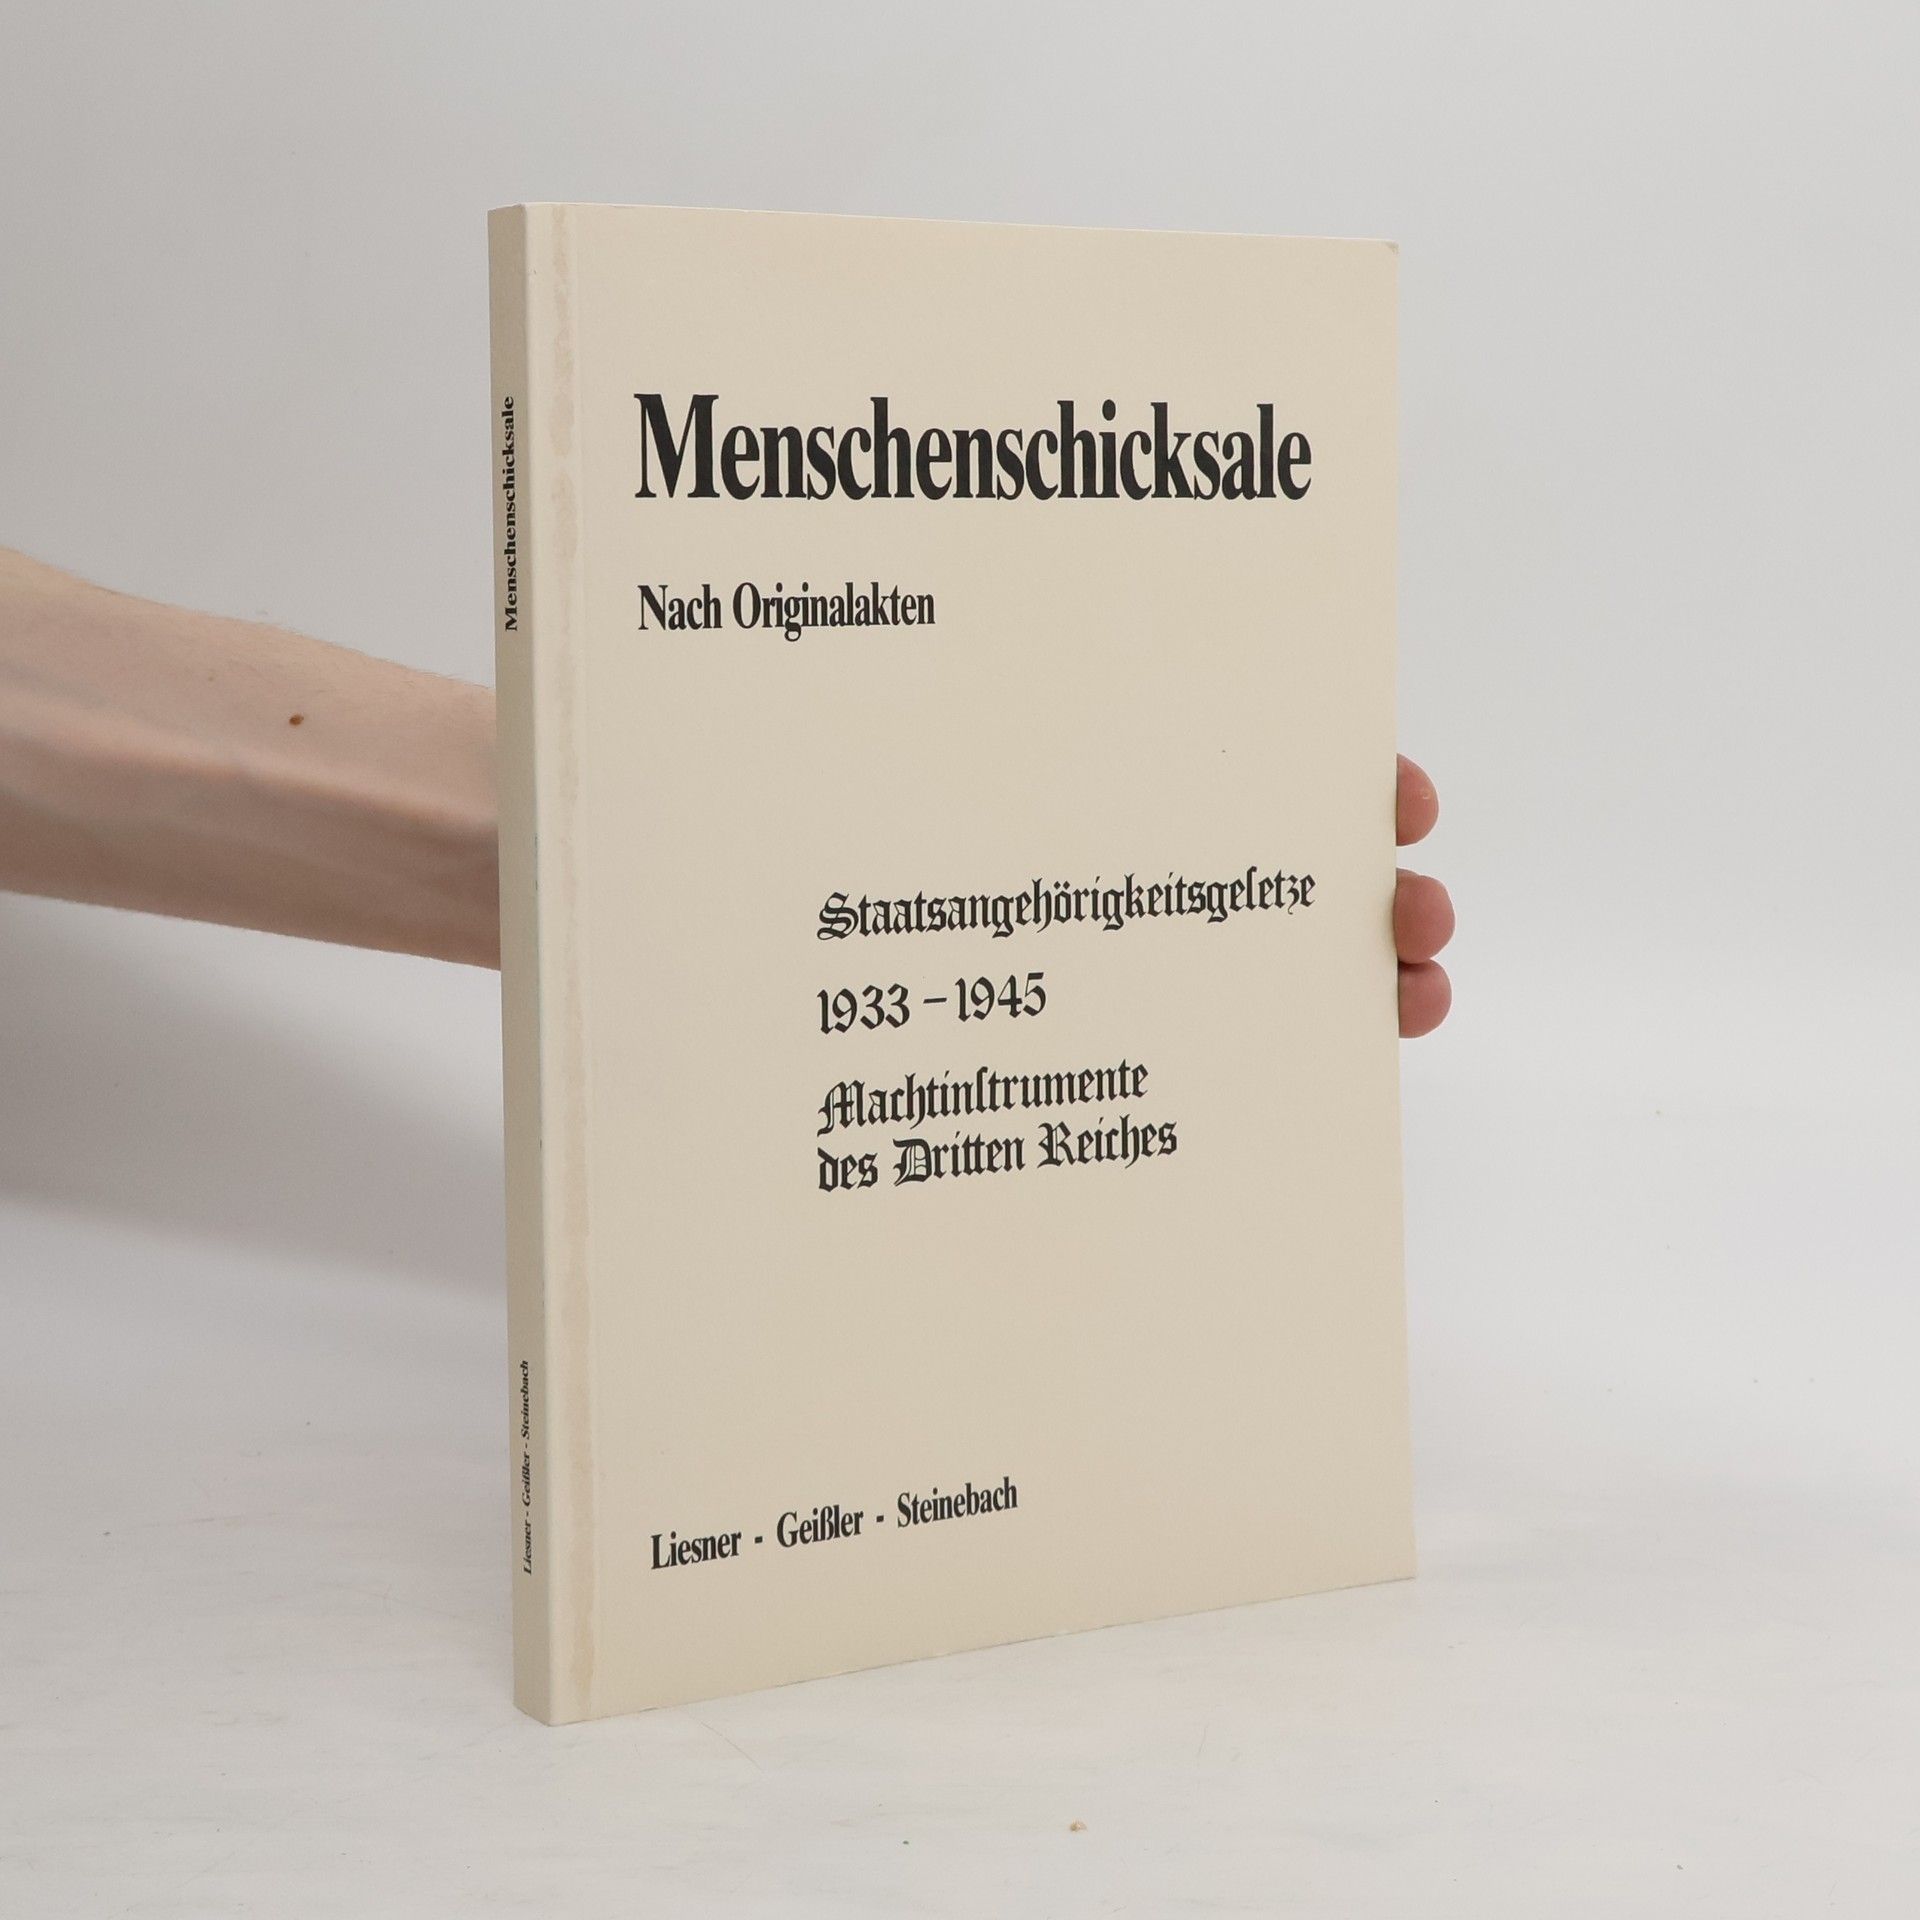 Menschenschicksale
Nach Originalakten
Staatsangehörigkeitsgeſetze
1933 – 1945
Machtinſtrumente
des Dritten Reiches
Liesner - Geißler - Steinebach
Menschenschicksale
Liesner - Geißler - Steinebach